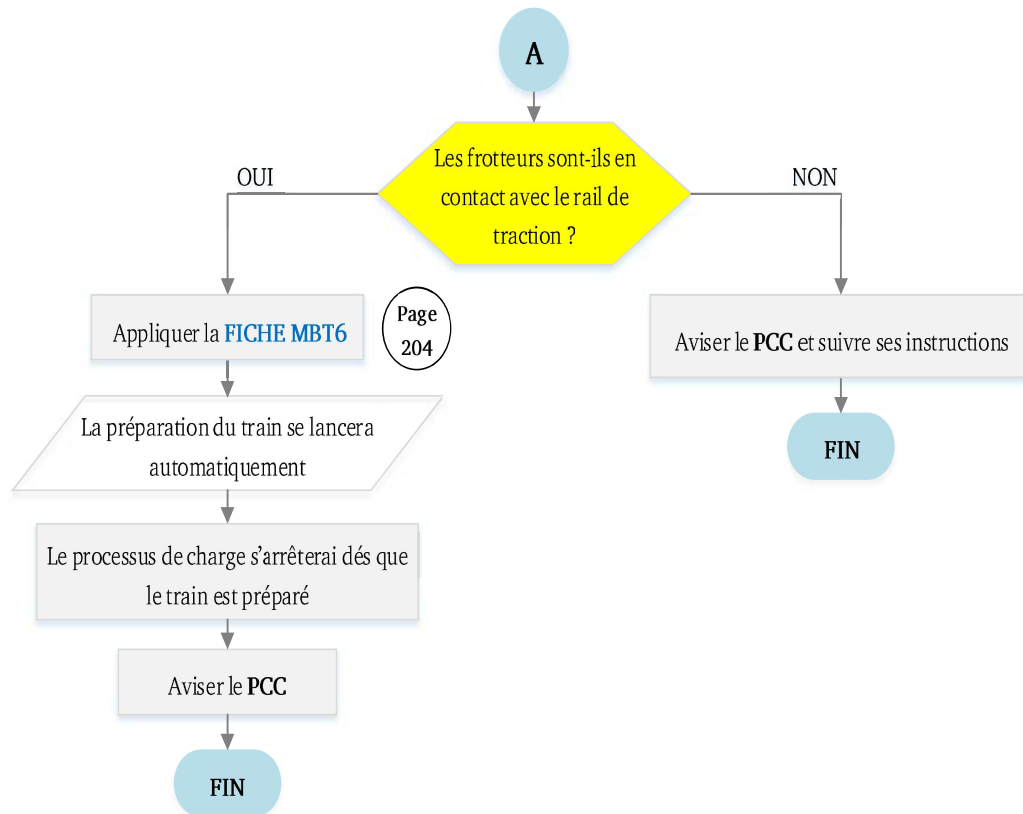 A
Les frotteurs sont-ils en
contact avec le rail de
traction ?
OUI
NON
Appliquer la FICHE MBT6
Page
204
Aviser le PCC et suivre ses instructions
La préparation du train se lancera
automatiquement
FIN
Le processus de charge s’arrêterai dés que
le train est préparé
Aviser le PCC
FIN